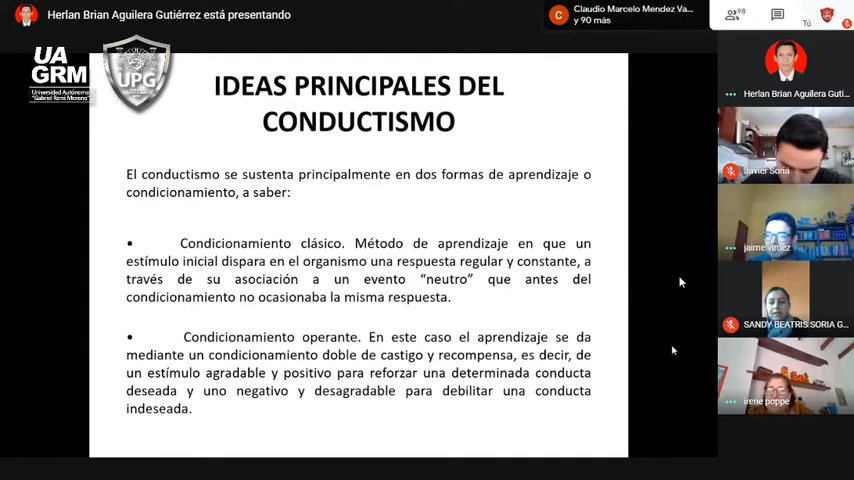 Herlan Brian Aguilera Gutiérrez está presentando
Claudio Marcelo Mendez Va...
y 90 más
C
98
Tú
UA
GRM
Universidad Autónoma
"Gabriel René Moreno"
UPG
IDEAS PRINCIPALES DEL
CONDUCTISMO
El conductismo se sustenta principalmente en dos formas de aprendizaje o
condicionamiento, a saber:
• Condicionamiento clásico. Método de aprendizaje en que un
estímulo inicial dispara en el organismo una respuesta regular y constante, a
través de su asociación a un evento “neutro” que antes del
condicionamiento no ocasionaba la misma respuesta.
• Condicionamiento operante. En este caso el aprendizaje se da
mediante un condicionamiento doble de castigo y recompensa, es decir, de
un estímulo agradable y positivo para reforzar una determinada conducta
deseada y uno negativo y desagradable para debilitar una conducta
indeseada.
Herlan Brian Aguilera Guti...
Javier Soria
jaime viruez
SANDY BEATRIS SORIA G...
irene poppe